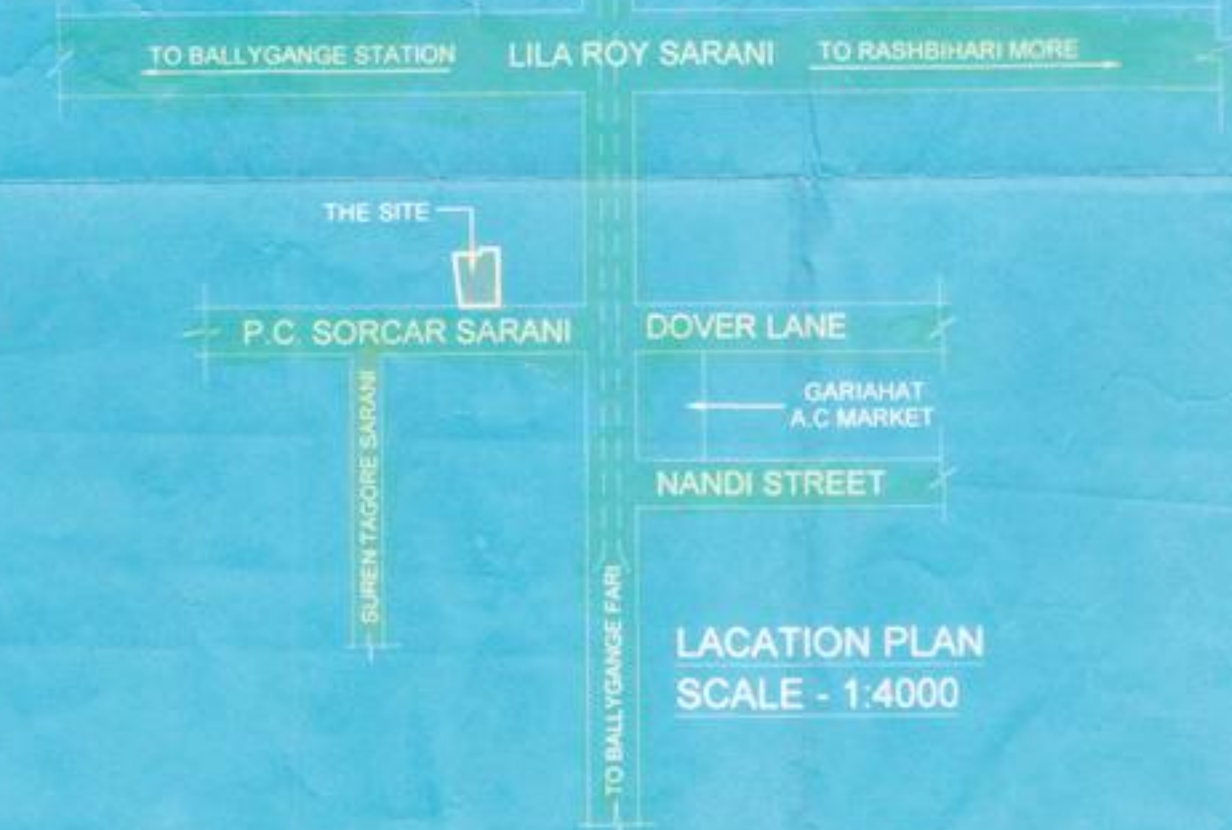 TO BALLYGANGE STATION LILA ROY SARANI TO RASHBIHARI MORE
THE SITE
P.C. SORCAR SARANI DOVER LANE
GARIAHAT
A.C MARKET
NANDI STREET
SUREN TAGORE SARANI
TO BALLYGANGE FARI
LACATION PLAN
SCALE - 1:4000